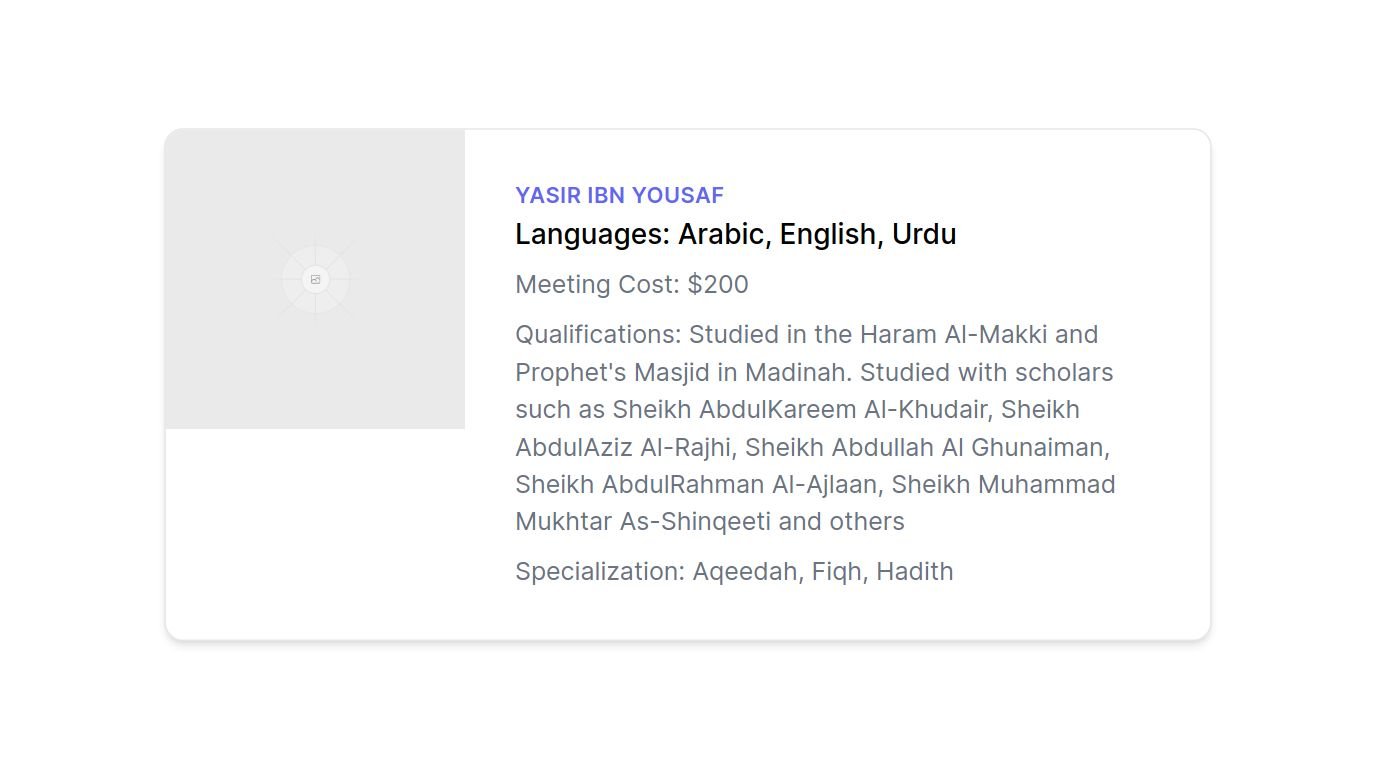 YASIR IBN YOUSAF
Languages: Arabic, English, Urdu
Meeting Cost: $200
Qualifications: Studied in the Haram Al-Makki and
Prophet's Masjid in Madinah. Studied with scholars
such as Sheikh AbdulKareem Al-Khudair, Sheikh
AbdulAziz Al-Rajhi, Sheikh Abdullah Al Ghunaiman,
Sheikh AbdulRahman Al-Ajlaan, Sheikh Muhammad
Mukhtar As-Shinqeeti and others
Specialization: Aqeedah, Fiqh, Hadith